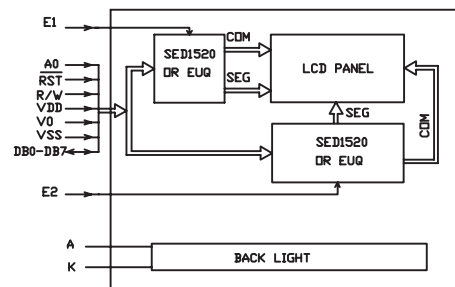 E1
A0
RST
R/W
VDD
V0
VSS
DB0-DB7
E2
SED1520
OR EUQ
COM
SEG
LCD PANEL
SEG
COM
SED1520
OR EUQ
A
K
BACK LIGHT